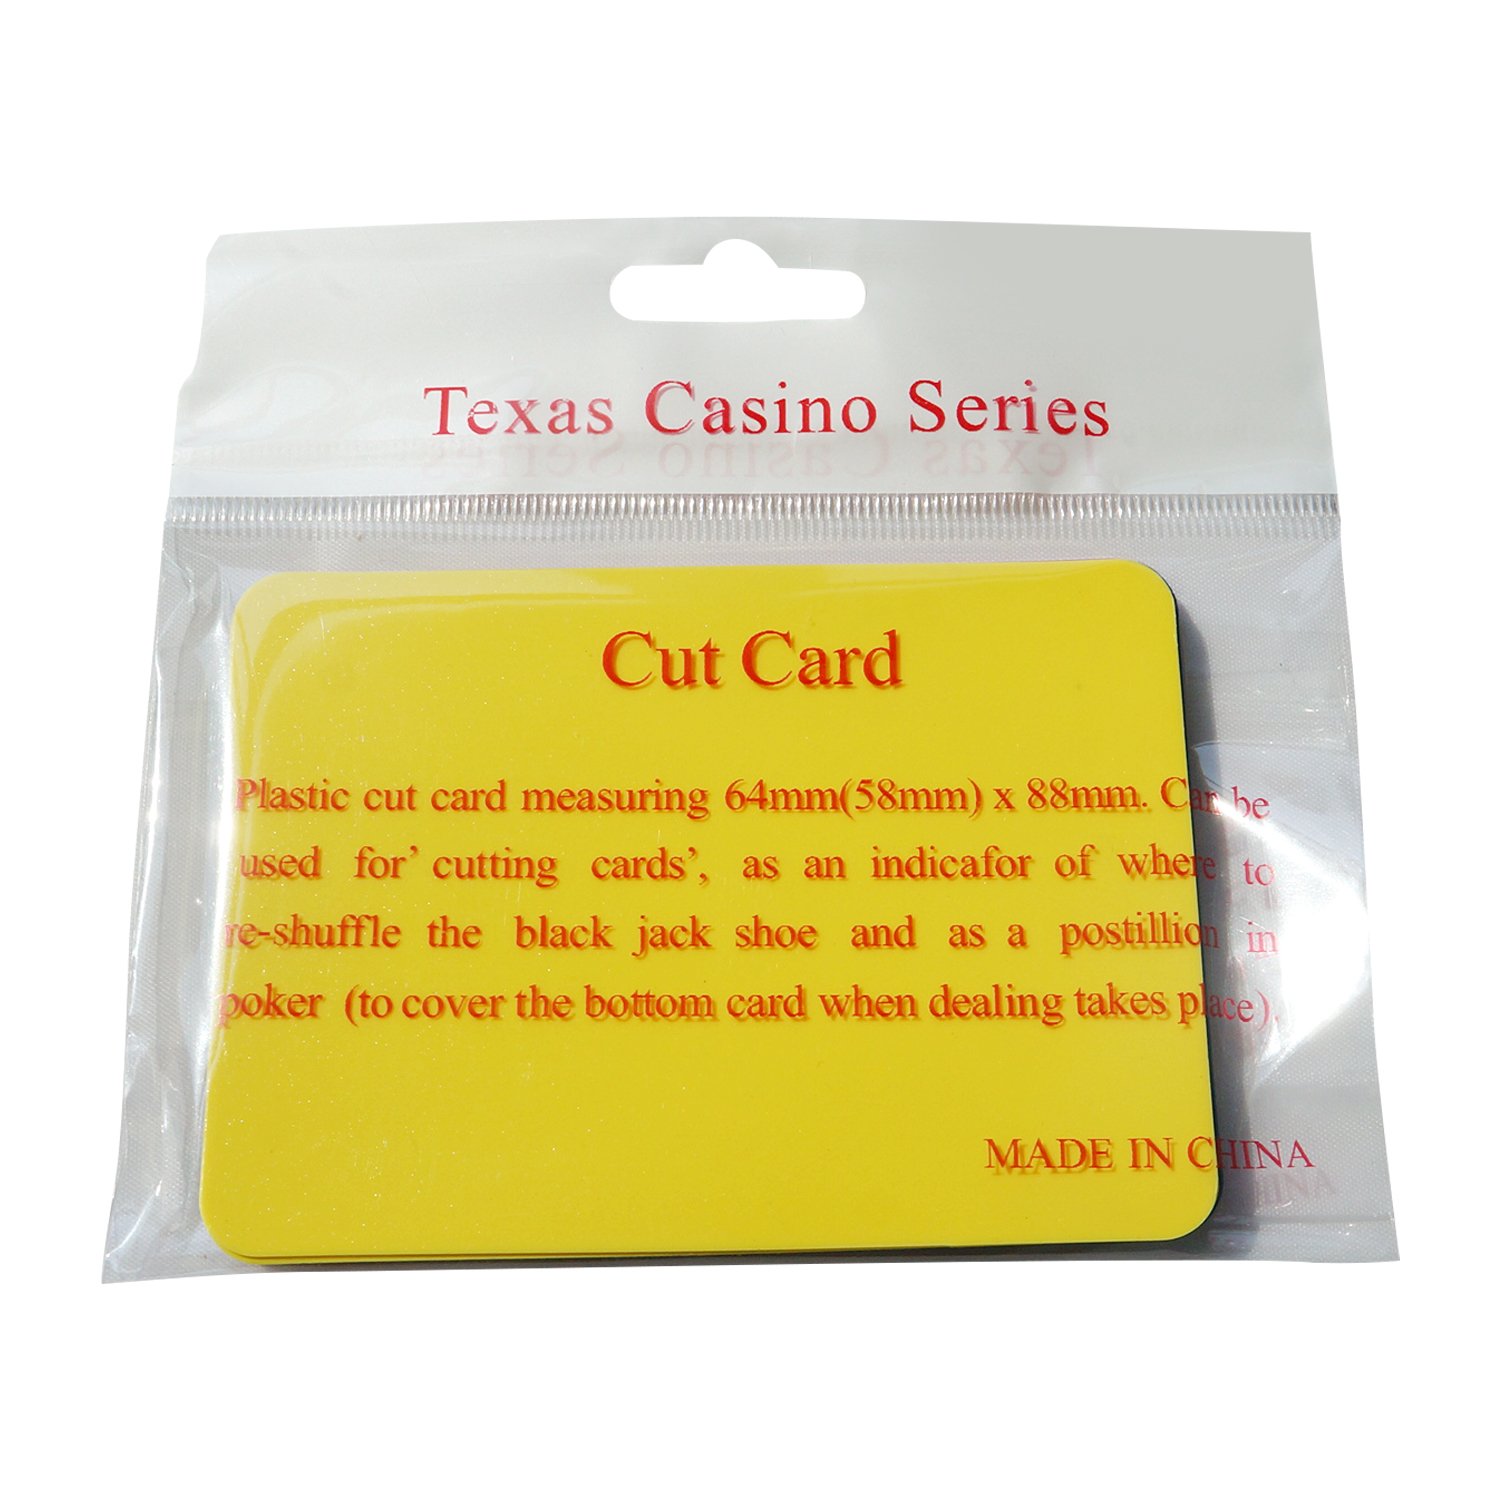 Texas Casino Series
Cut Card
Plastic cut card measuring 64mm(58mm) x 88mm. Can be
used for’ cutting cards’, as an indicafor of where to
re-shuffle the black jack shoe and as a postillion in
poker (to cover the bottom card when dealing takes place).
MADE IN CHINA